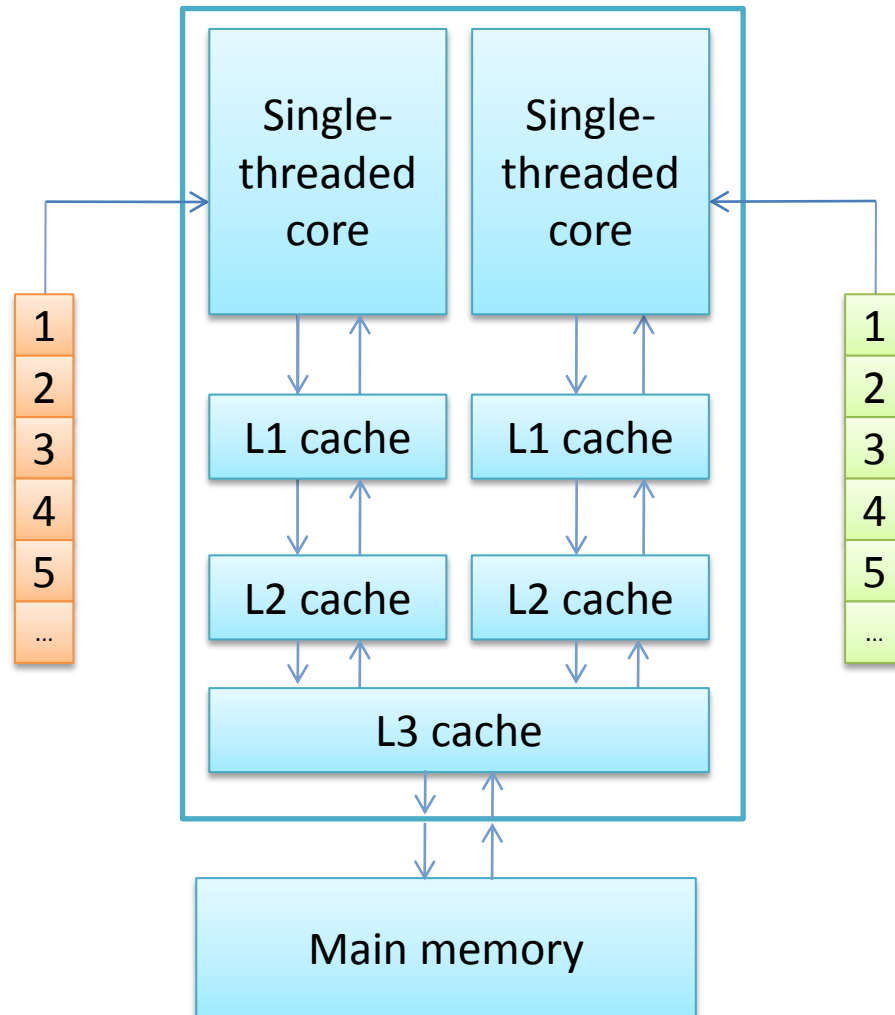 Single-
threaded
core
Single-
threaded
core
1
2
3
4
5
...
1
2
3
4
5
...
L1 cache
L1 cache
L2 cache
L2 cache
L3 cache
Main memory